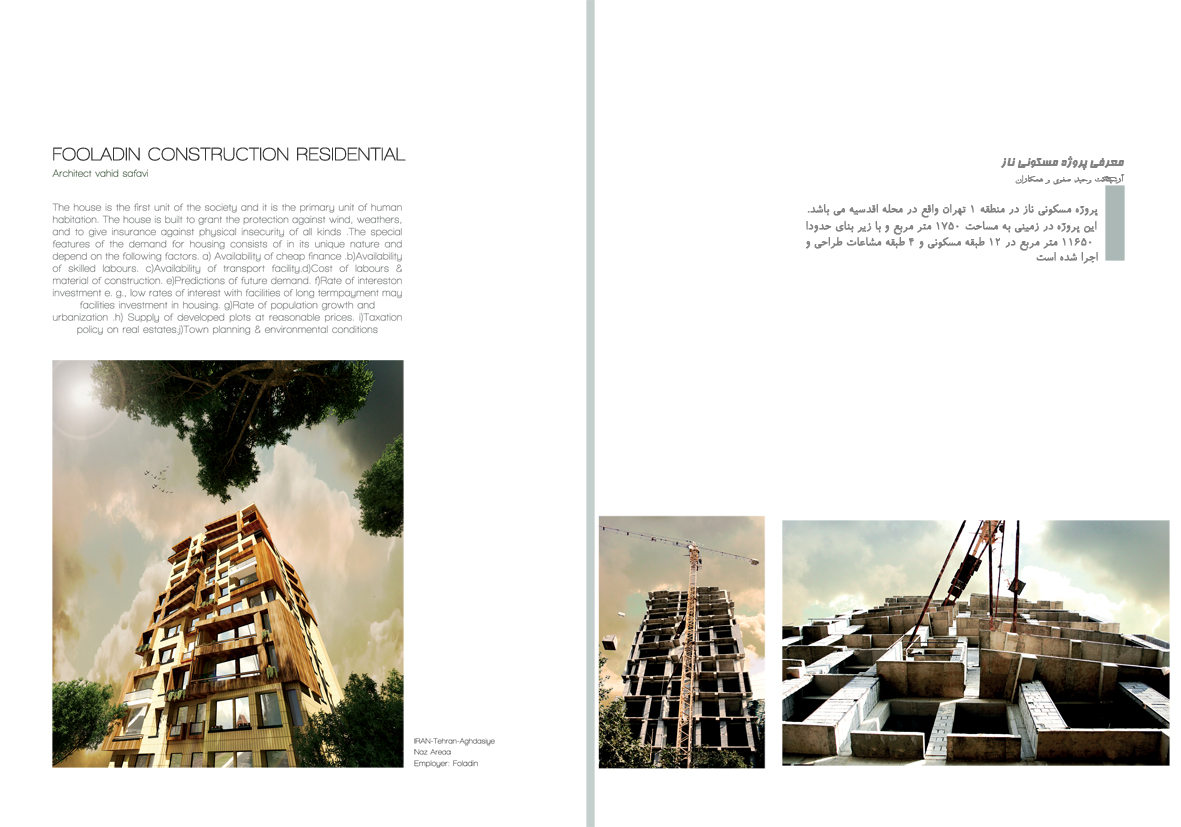 FOOLADIN CONSTRUCTION RESIDENTIAL
Architect vahid safavi
The house is the first unit of the society and it is the primary unit of human
habitation. The house is built to grant the protection against wind, weathers,
and to give insurance against physical insecurity of all kinds .The special
features of the demand for housing consists of in its unique nature and
depend on the following factors. a) Availability of cheap finance .b)Availability
of skilled labours. c)Availability of transport facility.d)Cost of labours &
material of construction. e)Predictions of future demand. f)Rate of intereston
investment e. g., low rates of interest with facilities of long termpayment may
facilities investment in housing. g)Rate of population growth and
urbanization .h) Supply of developed plots at reasonable prices. i)Taxation
policy on real estates.j)Town planning & environmental conditions
IRAN-Tehran-Aghdasiye
Naz Areaa
Employer: Foladin
معرفی پروژه مسکونی ناز
وحید صفوی و همکاران
پروژه مسکونی ناز در منطقه ۱ تهران واقع در محله اقدسیه می باشد.
این پروژه در زمینی به مساحت ۱۷۵۰ متر مربع و با زیر بنای حدودا
۱۱۶۵۰ متر مربع در ۱۲ طبقه مسکونی و ۴ طبقه مشاعات طراحی و
اجرا شده است